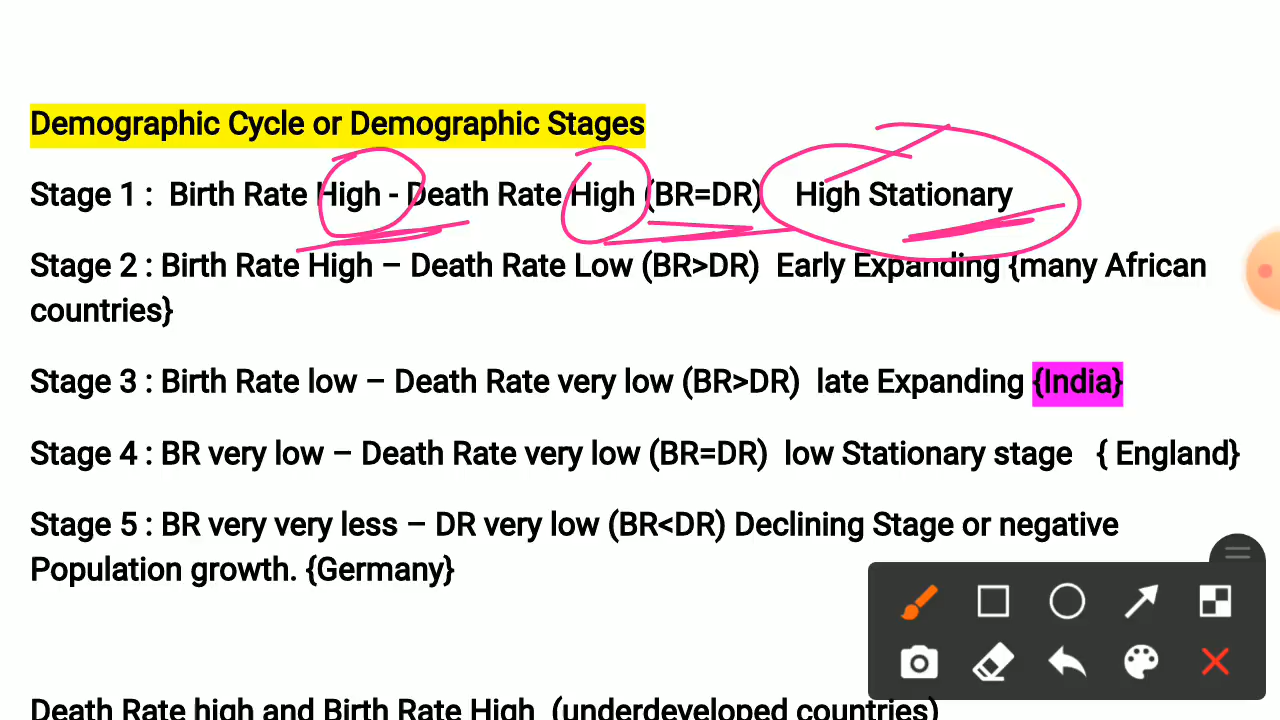 Demographic Cycle or Demographic Stages
Stage 1 :  Birth Rate High - Death Rate High (BR=DR)    High Stationary
Stage 2 : Birth Rate High – Death Rate Low (BR>DR)  Early Expanding {many African
countries}
Stage 3 : Birth Rate low – Death Rate very low (BR>DR)  late Expanding {India}
Stage 4 : BR very low – Death Rate very low (BR=DR)  low Stationary stage   { England}
Stage 5 : BR very very less – DR very low (BR<DR) Declining Stage or negative
Population growth. {Germany}
Death Rate high and Birth Rate High  (underdeveloped countries)